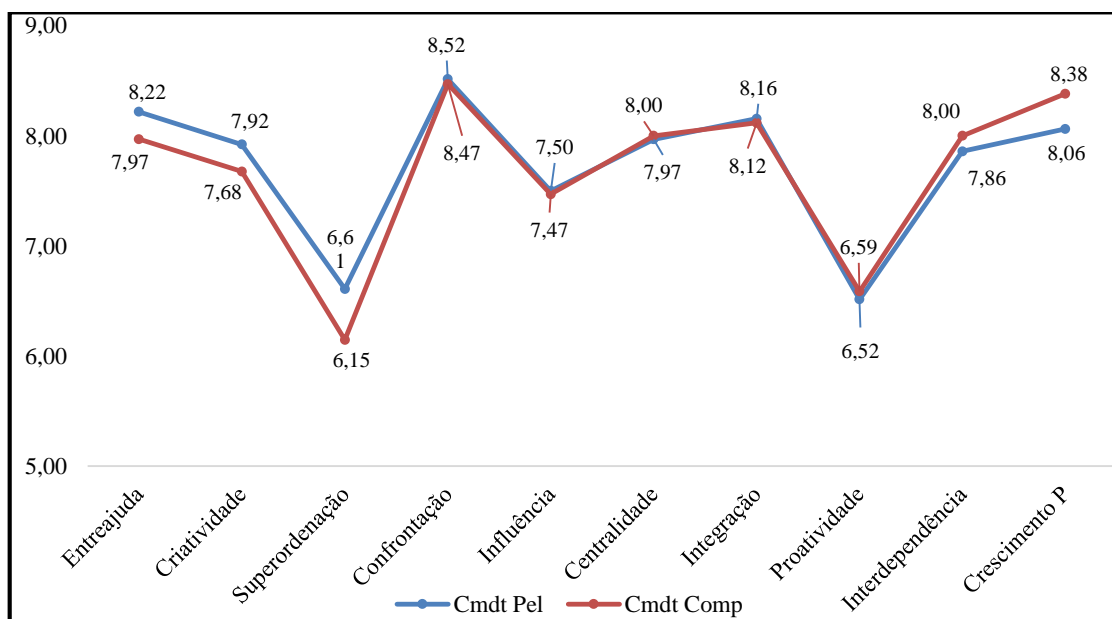 9,00
8,00
7,00
6,00
5,00
8,22
7,97
7,92
7,68
6,6
1
6,15
8,52
8,47
7,50
7,47
8,00
7,97
8,16
8,12
6,59
6,52
8,00
7,86
8,38
8,06
Entreajuda
Criatividade
Superordenação
Confrontação
Influência
Centralidade
Integração
Proatividade
Interdependência
Crescimento P
Cmdt Pel
Cmdt Comp